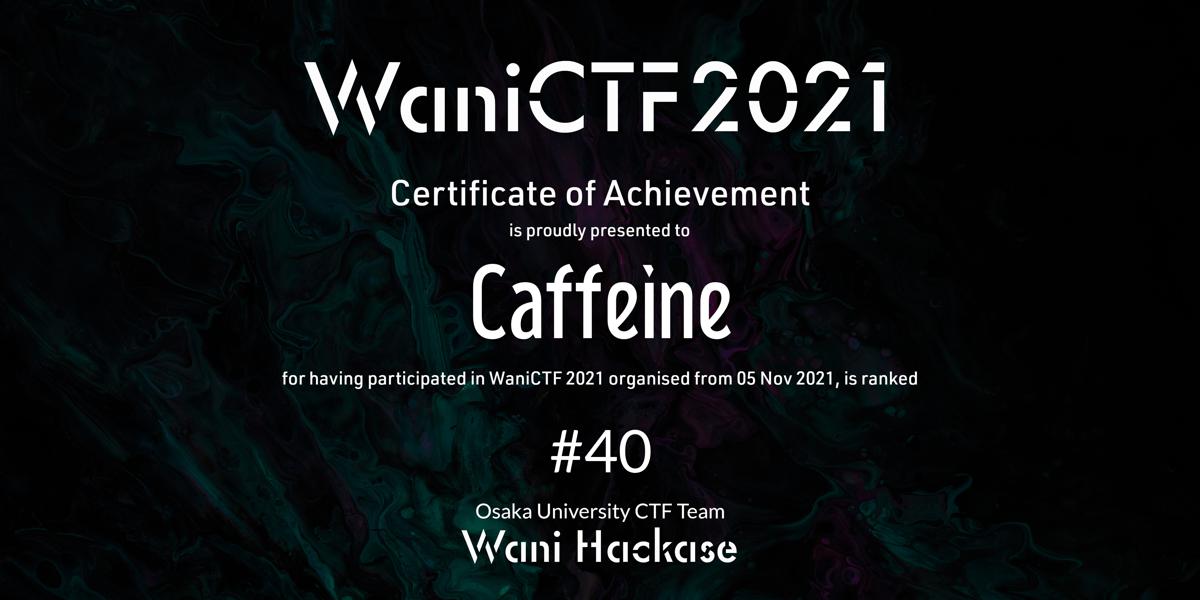 WaniCTF2021
Certificate of Achievement
is proudly presented to
Caffeine
for having participated in WaniCTF 2021 organised from 05 Nov 2021, is ranked
#40
Osaka University CTF Team
Wani Hackase